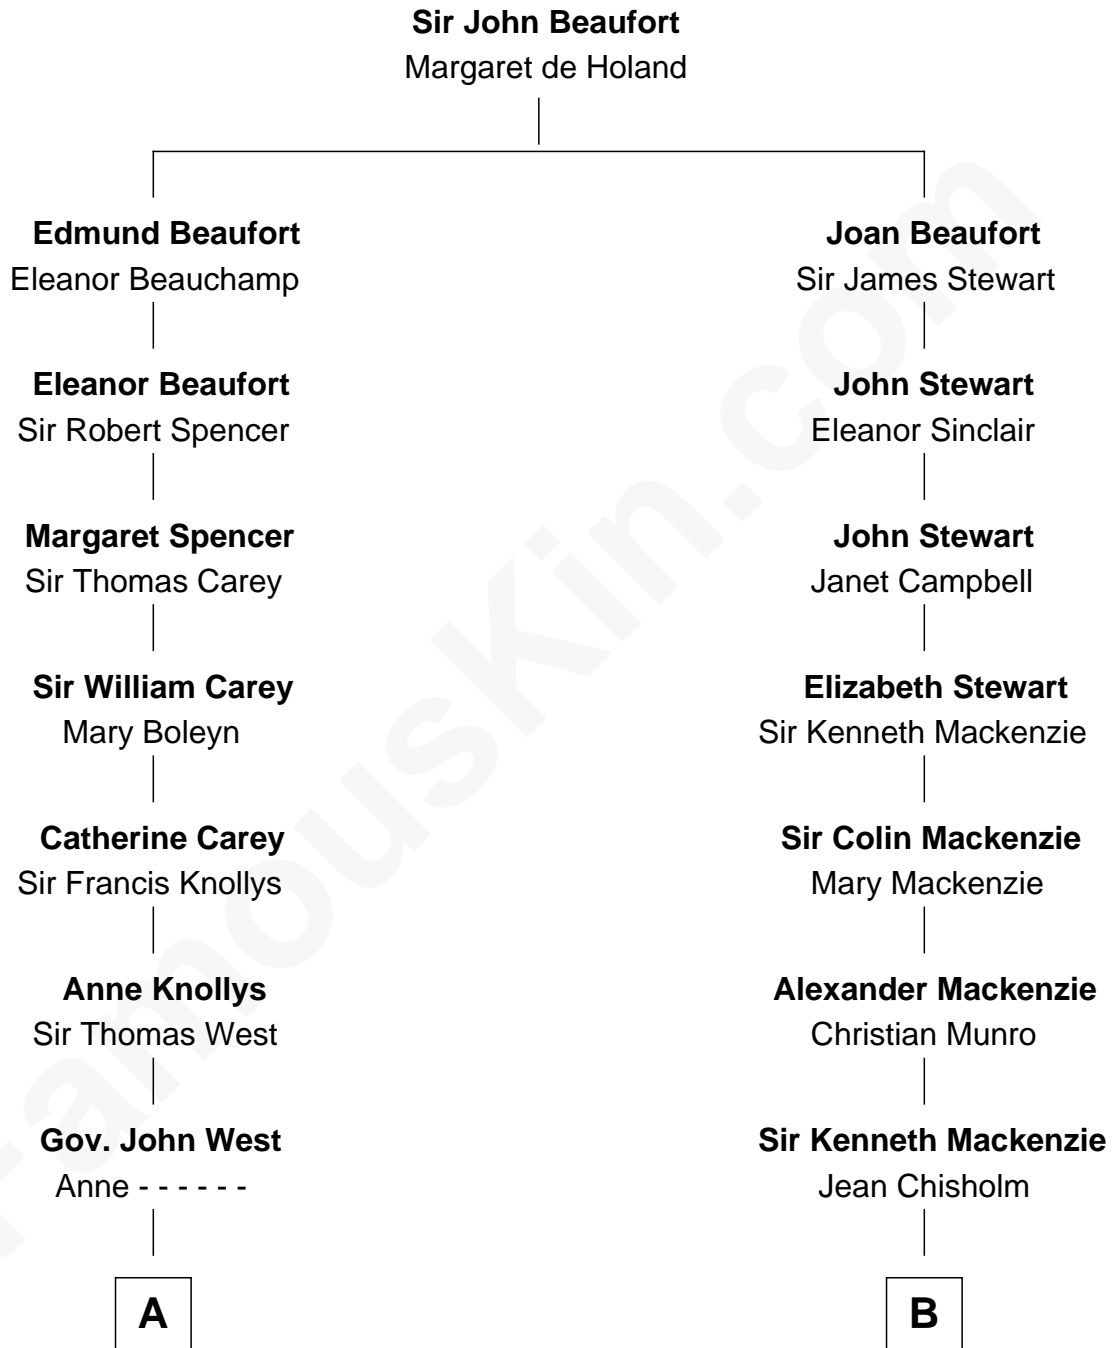 Sir John Beaufort
Margaret de Holand
Edmund Beaufort
Eleanor Beauchamp
Joan Beaufort
Sir James Stewart
Eleanor Beaufort
Sir Robert Spencer
John Stewart
Eleanor Sinclair
Margaret Spencer
Sir Thomas Carey
John Stewart
Janet Campbell
Sir William Carey
Mary Boleyn
Elizabeth Stewart
Sir Kenneth Mackenzie
Catherine Carey
Sir Francis Knollys
Sir Colin Mackenzie
Mary Mackenzie
Anne Knollys
Sir Thomas West
Alexander Mackenzie
Christian Munro
Gov. John West
Anne - - - - - -
Sir Kenneth Mackenzie
Jean Chisholm
A
B
FamousKin.com